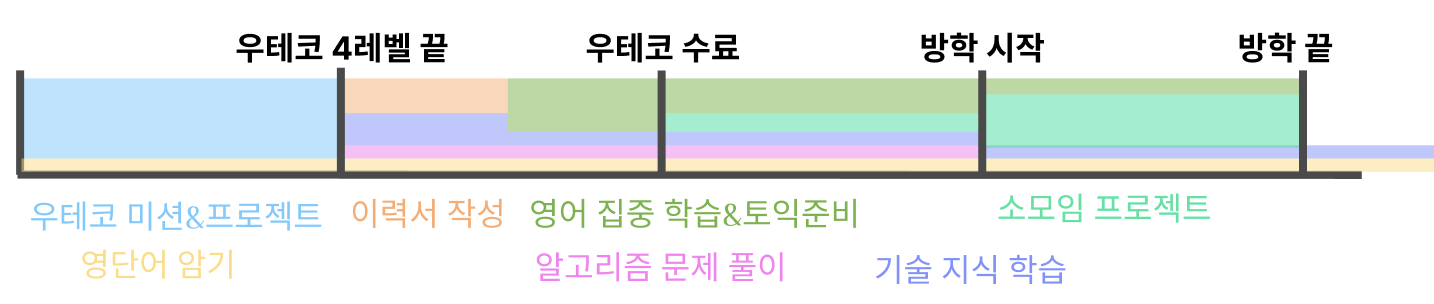 우테코 4레벨 끝 우테코 수료 방학 시작 방학 끝
우테코 미션&프로젝트 이력서 작성 영어 집중 학습&토익준비 소모임 프로젝트
영단어 암기 알고리즘 문제 풀이 기술 지식 학습